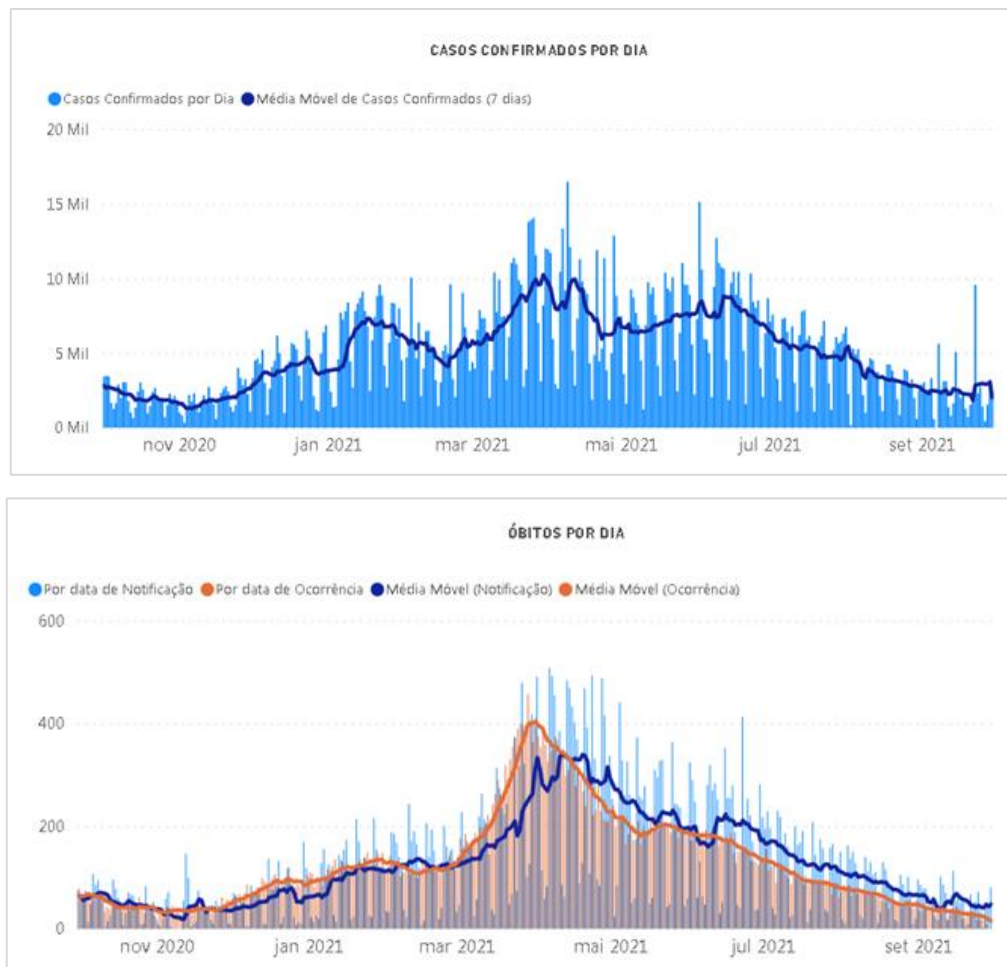 CASOS CONFIRMADOS POR DIA
Casos Confirmados por Dia Média Móvel de Casos Confirmados (7 dias)
20 Mil
15 Mil
10 Mil
5 Mil
0 Mil
nov 2020 jan 2021 mar 2021 mai 2021 jul 2021 set 2021
ÓBITOS POR DIA
Por data de Notificação Por data de Ocorrência Média Móvel (Notificação) Média Móvel (Ocorrência)
600
400
200
0
nov 2020 jan 2021 mar 2021 mai 2021 jul 2021 set 2021